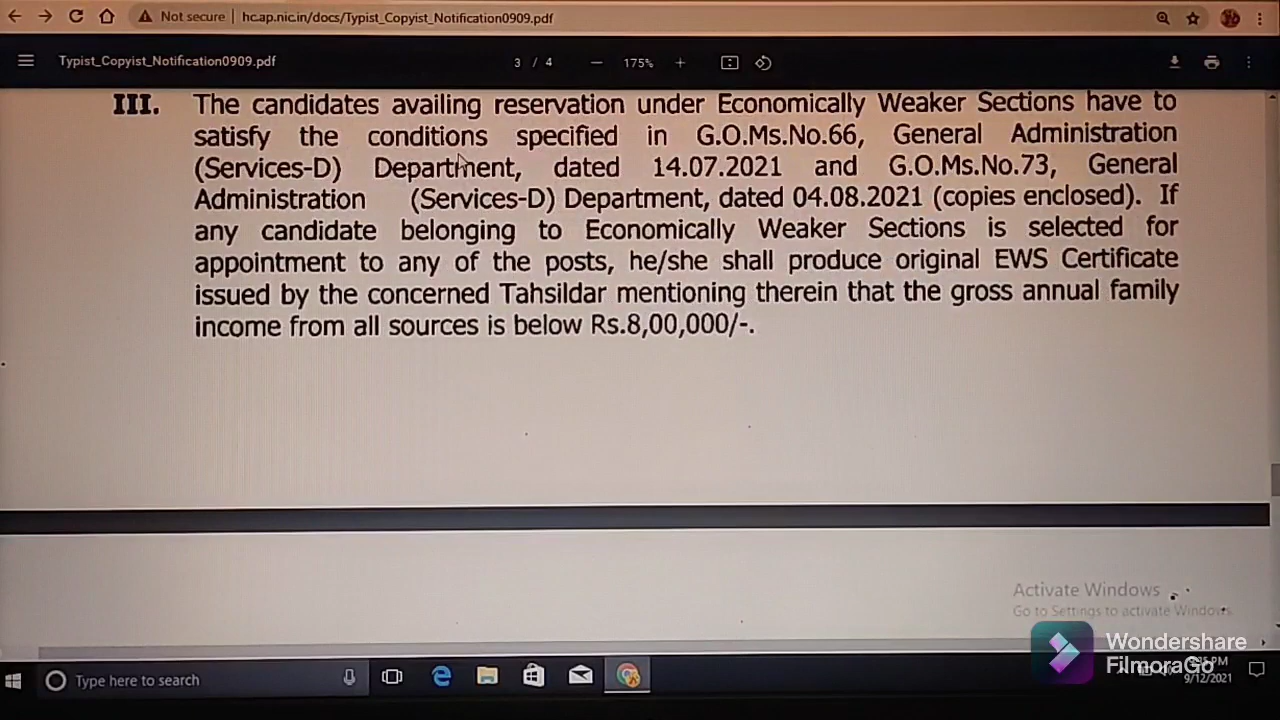 Not secure | hc.ap.nic.in/docs/Typist_Copyist_Notification0909.pdf
Typist_Copyist_Notification0909.pdf 3 / 4 175%
III. The candidates availing reservation under Economically Weaker Sections have to
satisfy the conditions specified in G.O.Ms.No.66, General Administration
(Services-D) Department, dated 14.07.2021 and G.O.Ms.No.73, General
Administration (Services-D) Department, dated 04.08.2021 (copies enclosed). If
any candidate belonging to Economically Weaker Sections is selected for
appointment to any of the posts, he/she shall produce original EWS Certificate
issued by the concerned Tahsildar mentioning therein that the gross annual family
income from all sources is below Rs.8,00,000/-.
Activate Windows
Go to Settings to activate Windows.
Wondershare
FilmoraGo
Type here to search
PM
9/12/2021